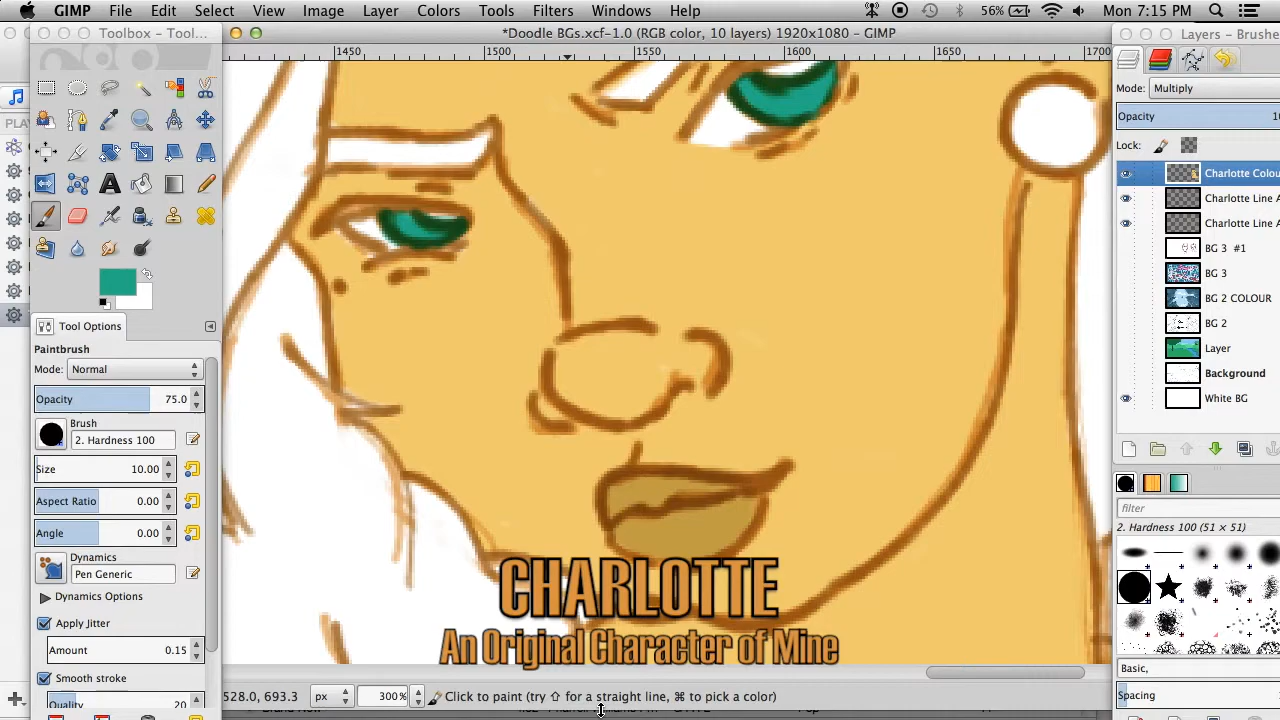 GIMP File Edit Select View Image Layer Colors Tools Filters Windows Help 56% Mon 7:15 PM
Toolbox - Tool...
*Doodle BGs.xcf-1.0 (RGB color, 10 layers) 1920x1080 - GIMP
Layers - Brushe
1450 1500 1550 1600 1650 1700
PLA
Mode: Multiply
Opacity 10
Lock:
Charlotte Colou
Charlotte Line A
Charlotte Line A
BG 3 #1
BG 3
BG 2 COLOUR
BG 2
Layer
Background
White BG
Tool Options
Paintbrush
Mode: Normal
Opacity 75.0
Brush
2. Hardness 100
Size 10.00
Aspect Ratio 0.00
Angle 0.00
Dynamics
Pen Generic
Dynamics Options
Apply Jitter
Amount 0.15
Smooth stroke
Quality 20
filter
2. Hardness 100 (51 × 51)
Basic,
Spacing
CHARLOTTE
An Original Character of Mine
528.0, 693.3 px 300% Click to paint (try ⇧ for a straight line, ⌘ to pick a color)